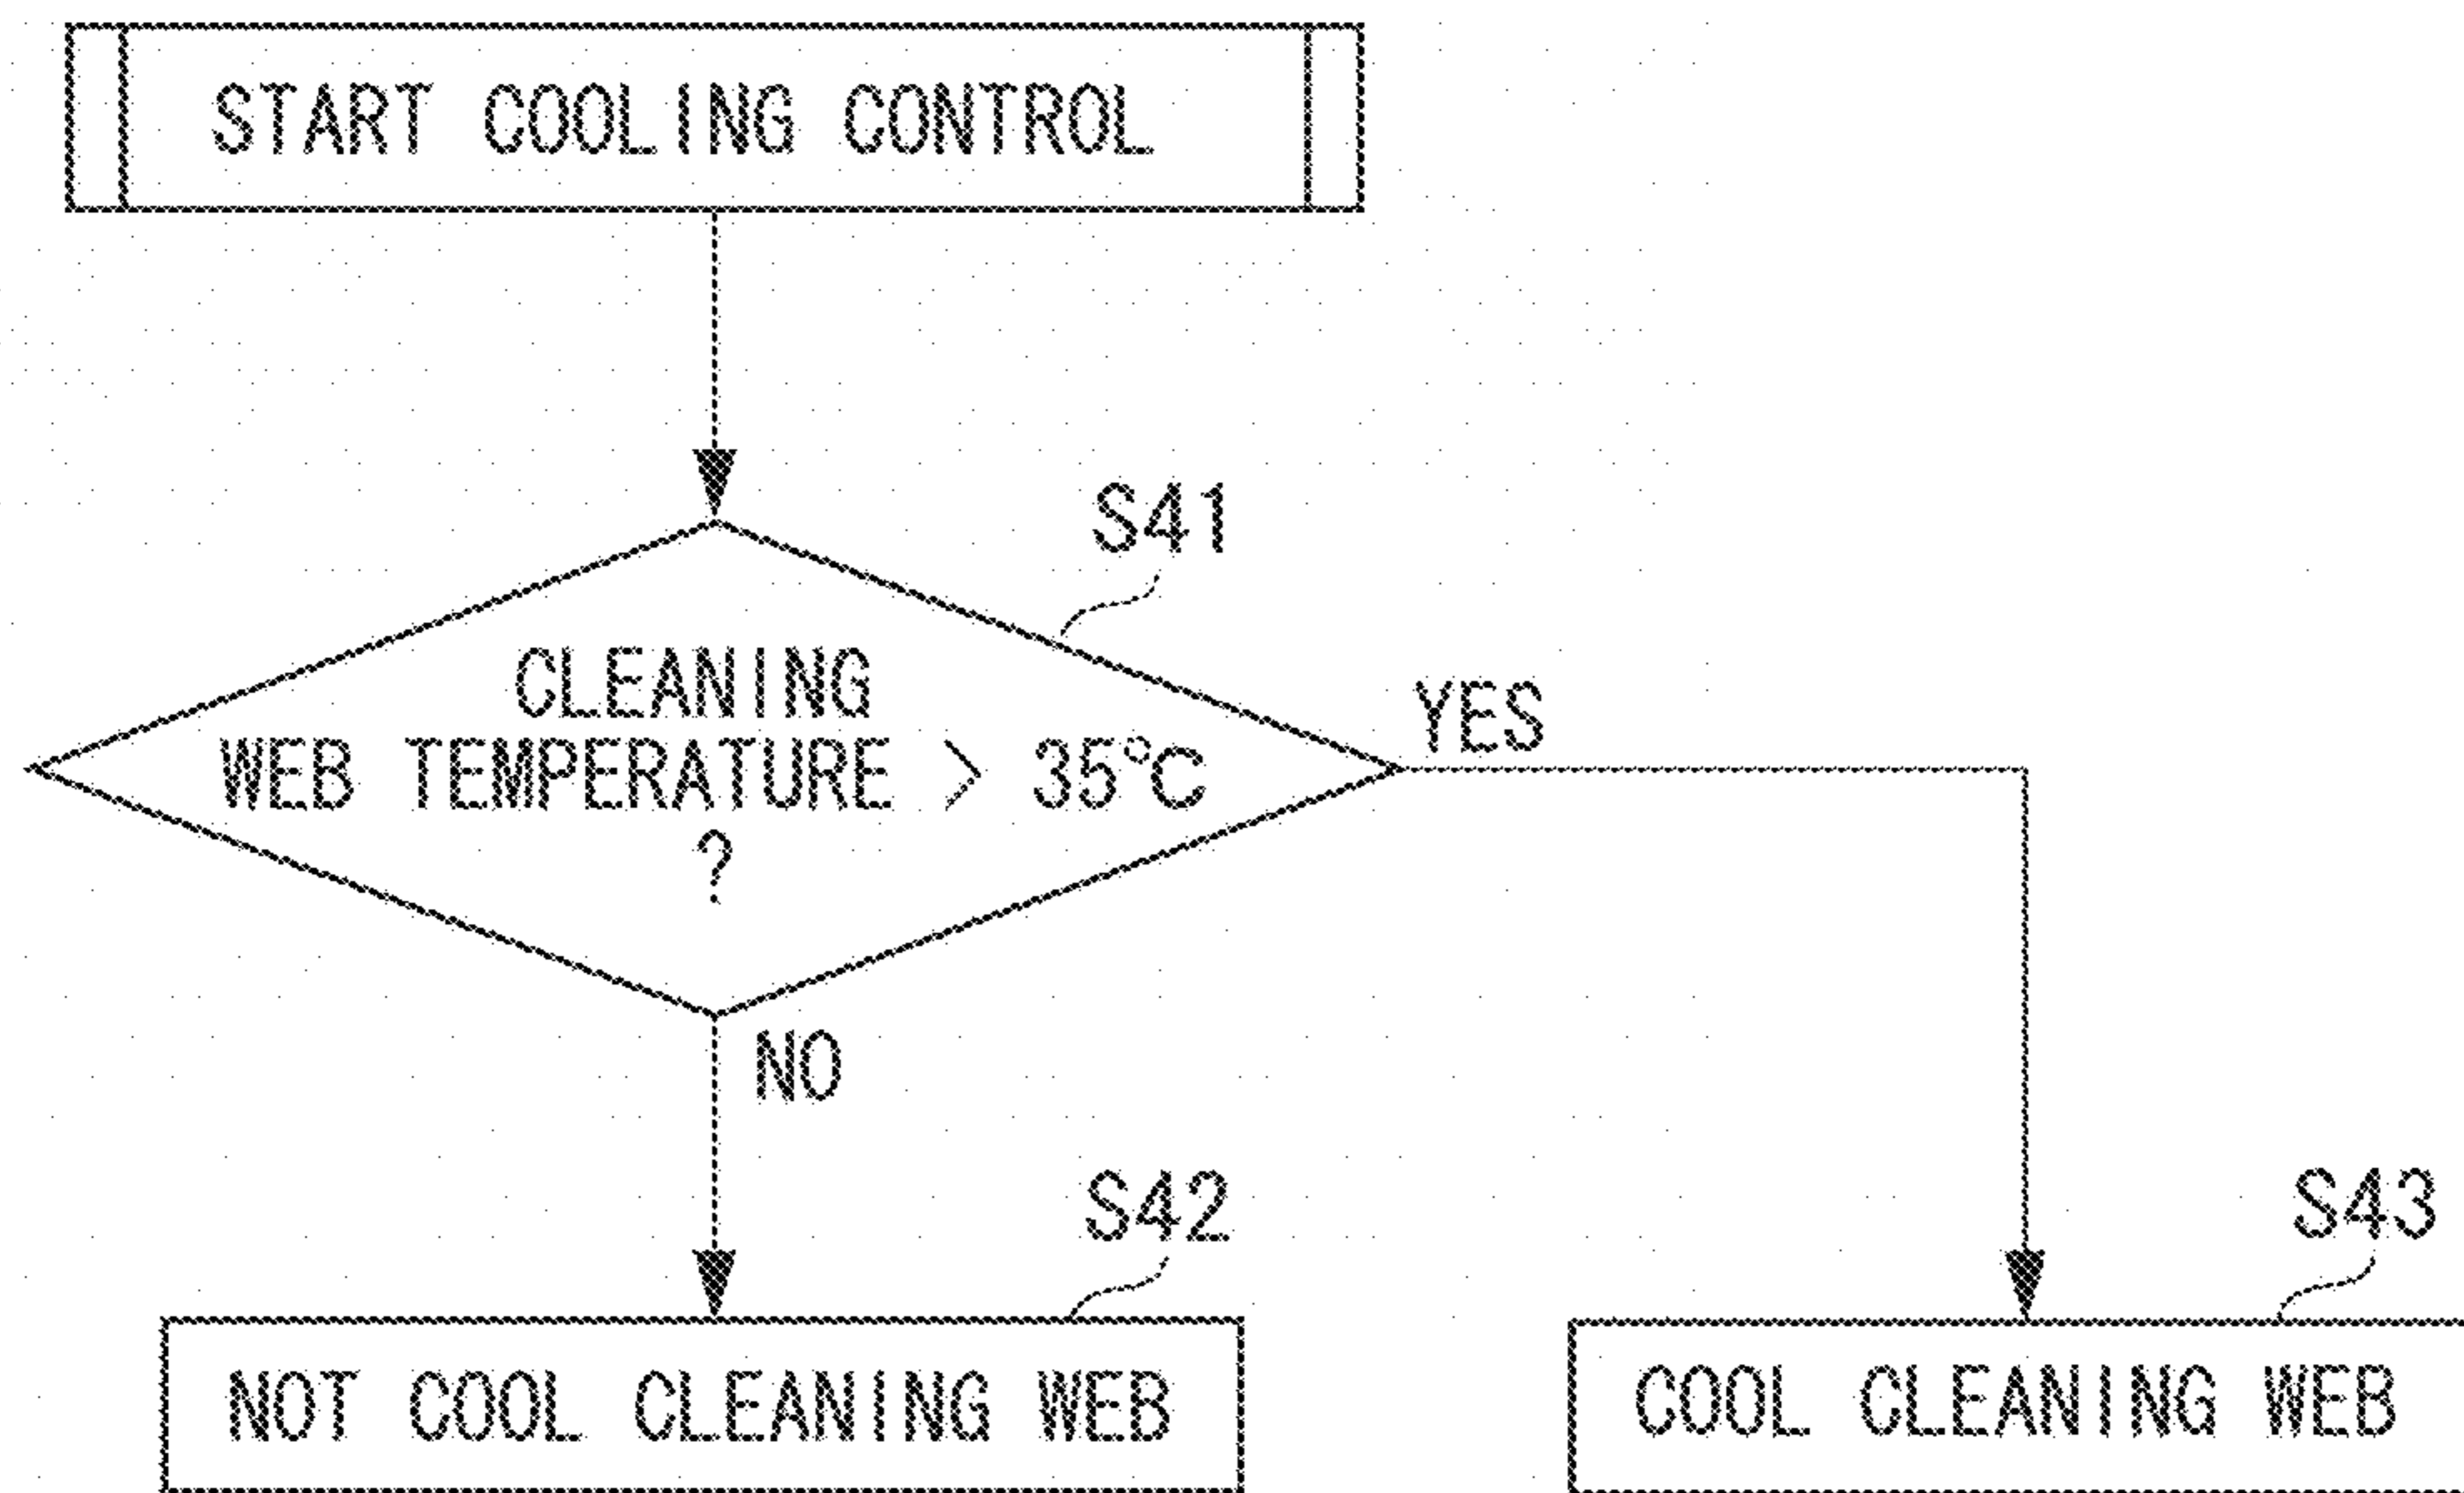 START COOLING CONTROL
S41
CLEANING
WEB TEMPERATURE > 35°C
?
YES
NO
S42
S43
NOT COOL CLEANING WEB
COOL CLEANING WEB